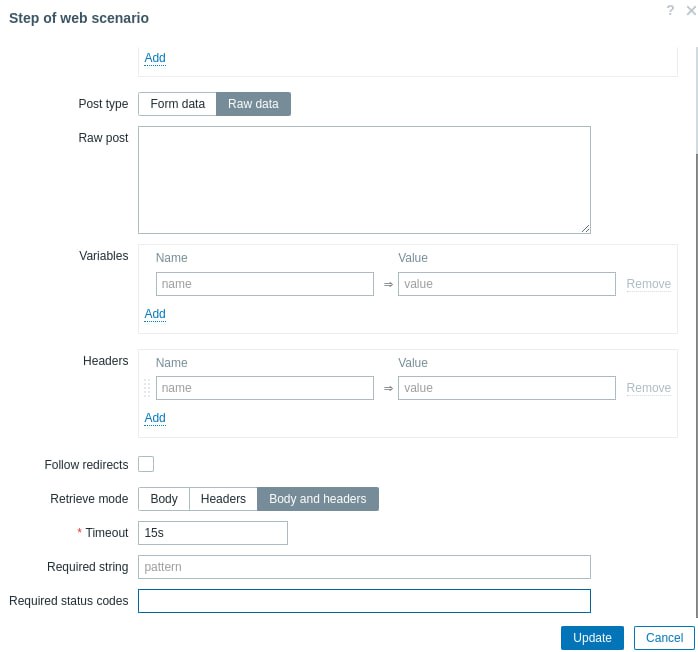 Step of web scenario
?
Add
Post type Form data Raw data
Raw post
Variables Name Value
name ⇒ value Remove
Add
Headers Name Value
name ⇒ value Remove
Add
Follow redirects
Retrieve mode Body Headers Body and headers
* Timeout 15s
Required string pattern
Required status codes
Update Cancel